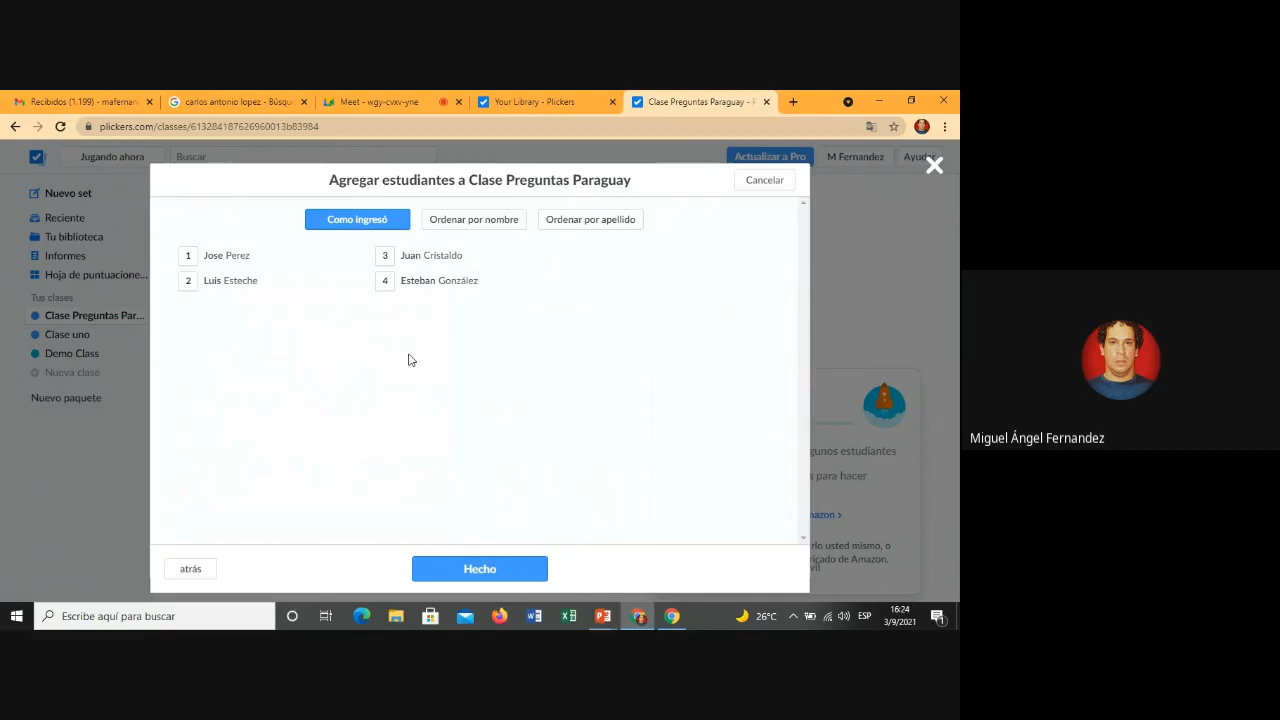 Recibidos (1.199) - mafernan
carlos antonio lopez - Búsqu
Meet - wgy-cvxv-yne
Your Library - Plickers
Clase Preguntas Paraguay - P
plickers.com/classes/613284187626960013b83984
Jugando ahora
Buscar
Actualizar a Pro
M Fernandez
Ayuda
Agregar estudiantes a Clase Preguntas Paraguay
Cancelar
Nuevo set
Reciente
Tu biblioteca
Informes
Hoja de puntuacione...
Tus clases
Clase Preguntas Par...
Clase uno
Demo Class
Nueva clase
Nuevo paquete
Como ingresó
Ordenar por nombre
Ordenar por apellido
1 Jose Perez
2 Luis Esteche
3 Juan Cristaldo
4 Esteban González
gunos estudiantes
s para hacer
mazon >
rlo usted mismo, o
ricado de Amazon.
vil
atrás
Hecho
Miguel Ángel Fernandez
Escribe aquí para buscar
26°C
ESP
16:24
3/9/2021
1